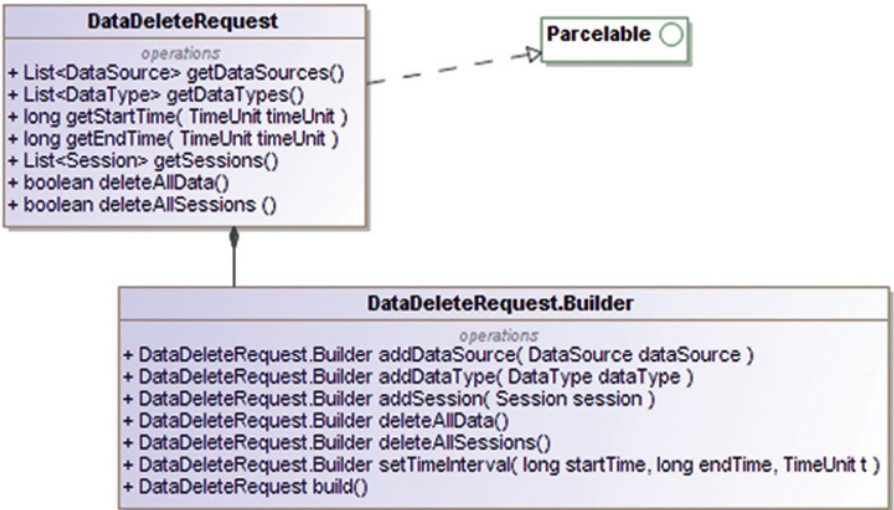 DataDeleteRequest
operations
+ List<DataSource> getDataSources()
+ List<DataType> getDataTypes()
+ long getStartTime( TimeUnit timeUnit )
+ long getEndTime( TimeUnit timeUnit )
+ List<Session> getSessions()
+ boolean deleteAllData()
+ boolean deleteAllSessions ()
Parcelable
DataDeleteRequest.Builder
operations
+ DataDeleteRequest.Builder addDataSource( DataSource dataSource )
+ DataDeleteRequest.Builder addDataType( DataType dataType )
+ DataDeleteRequest.Builder addSession( Session session )
+ DataDeleteRequest.Builder deleteAllData()
+ DataDeleteRequest.Builder deleteAllSessions()
+ DataDeleteRequest.Builder setTimeInterval( long startTime, long endTime, TimeUnit t )
+ DataDeleteRequest build()